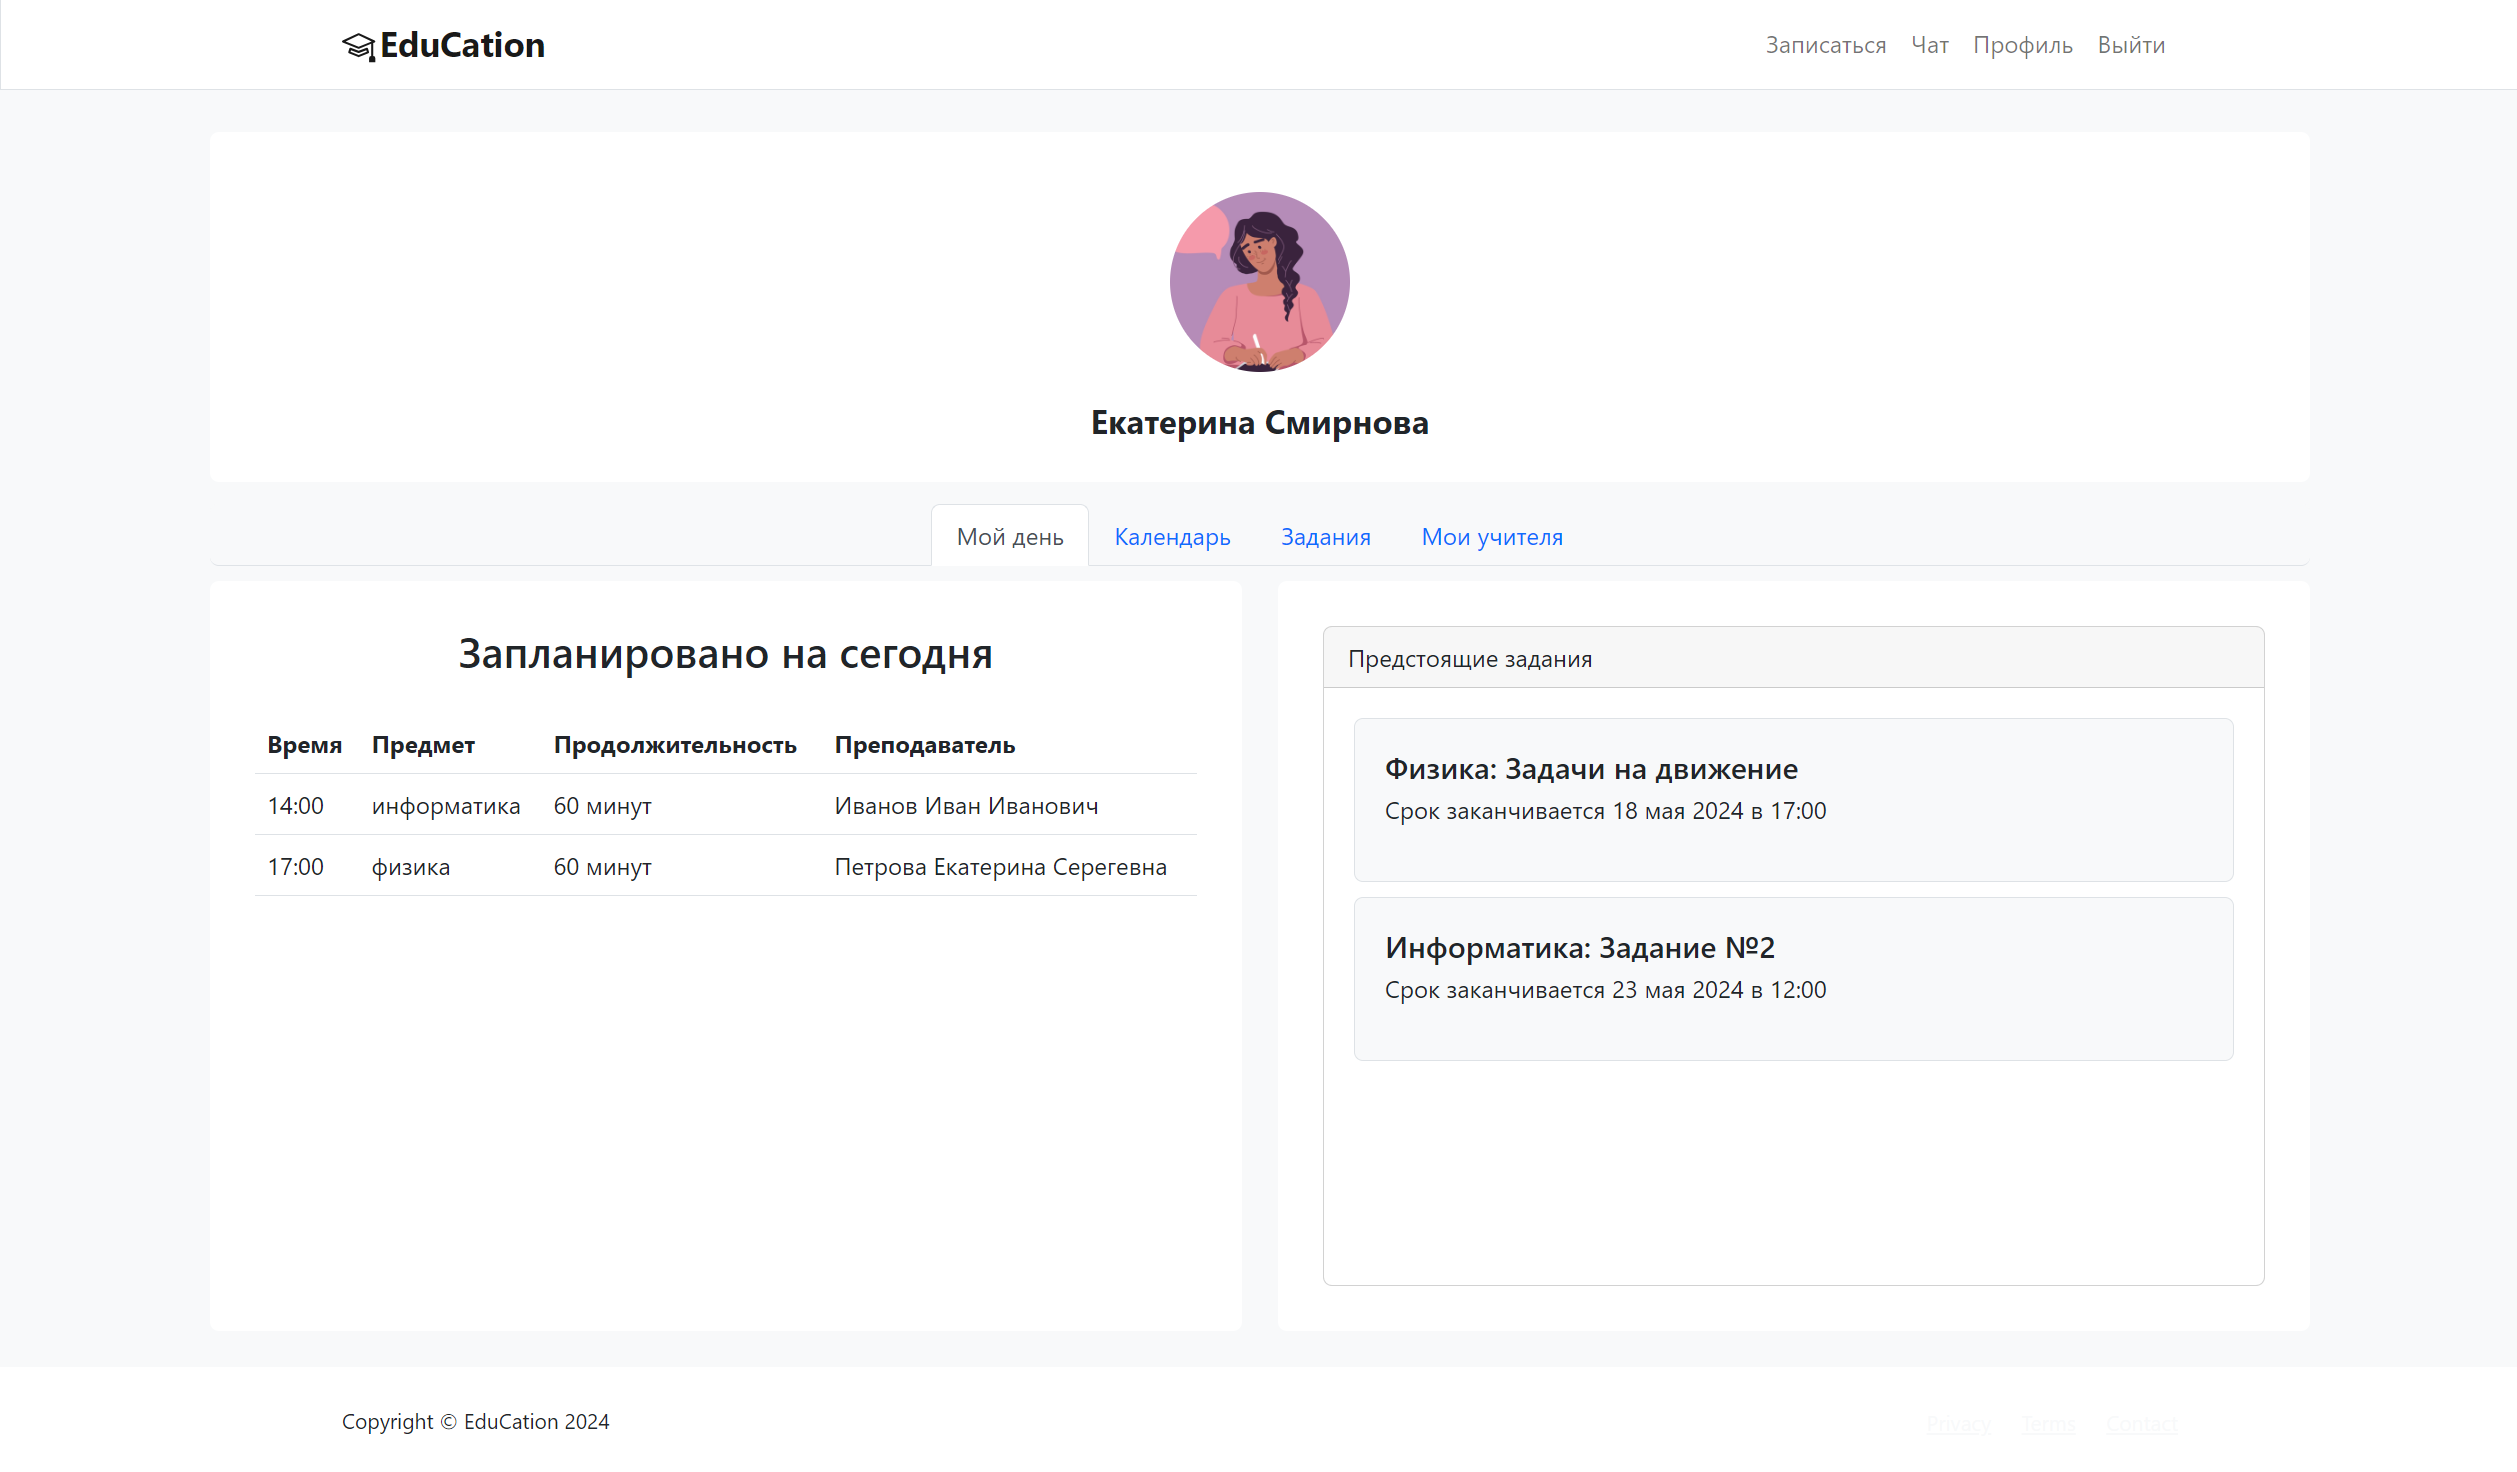 EduCation
Записаться Чат Профиль Выйти
Екатерина Смирнова
Мой день Календарь Задания Мои учителя
Запланировано на сегодня
Время Предмет Продолжительность Преподаватель
14:00 информатика 60 минут Иванов Иван Иванович
17:00 физика 60 минут Петрова Екатерина Серегевна
Предстоящие задания
Физика: Задачи на движение
Срок заканчивается 18 мая 2024 в 17:00
Информатика: Задание №2
Срок заканчивается 23 мая 2024 в 12:00
Copyright © EduCation 2024
Privacy Terms Contact